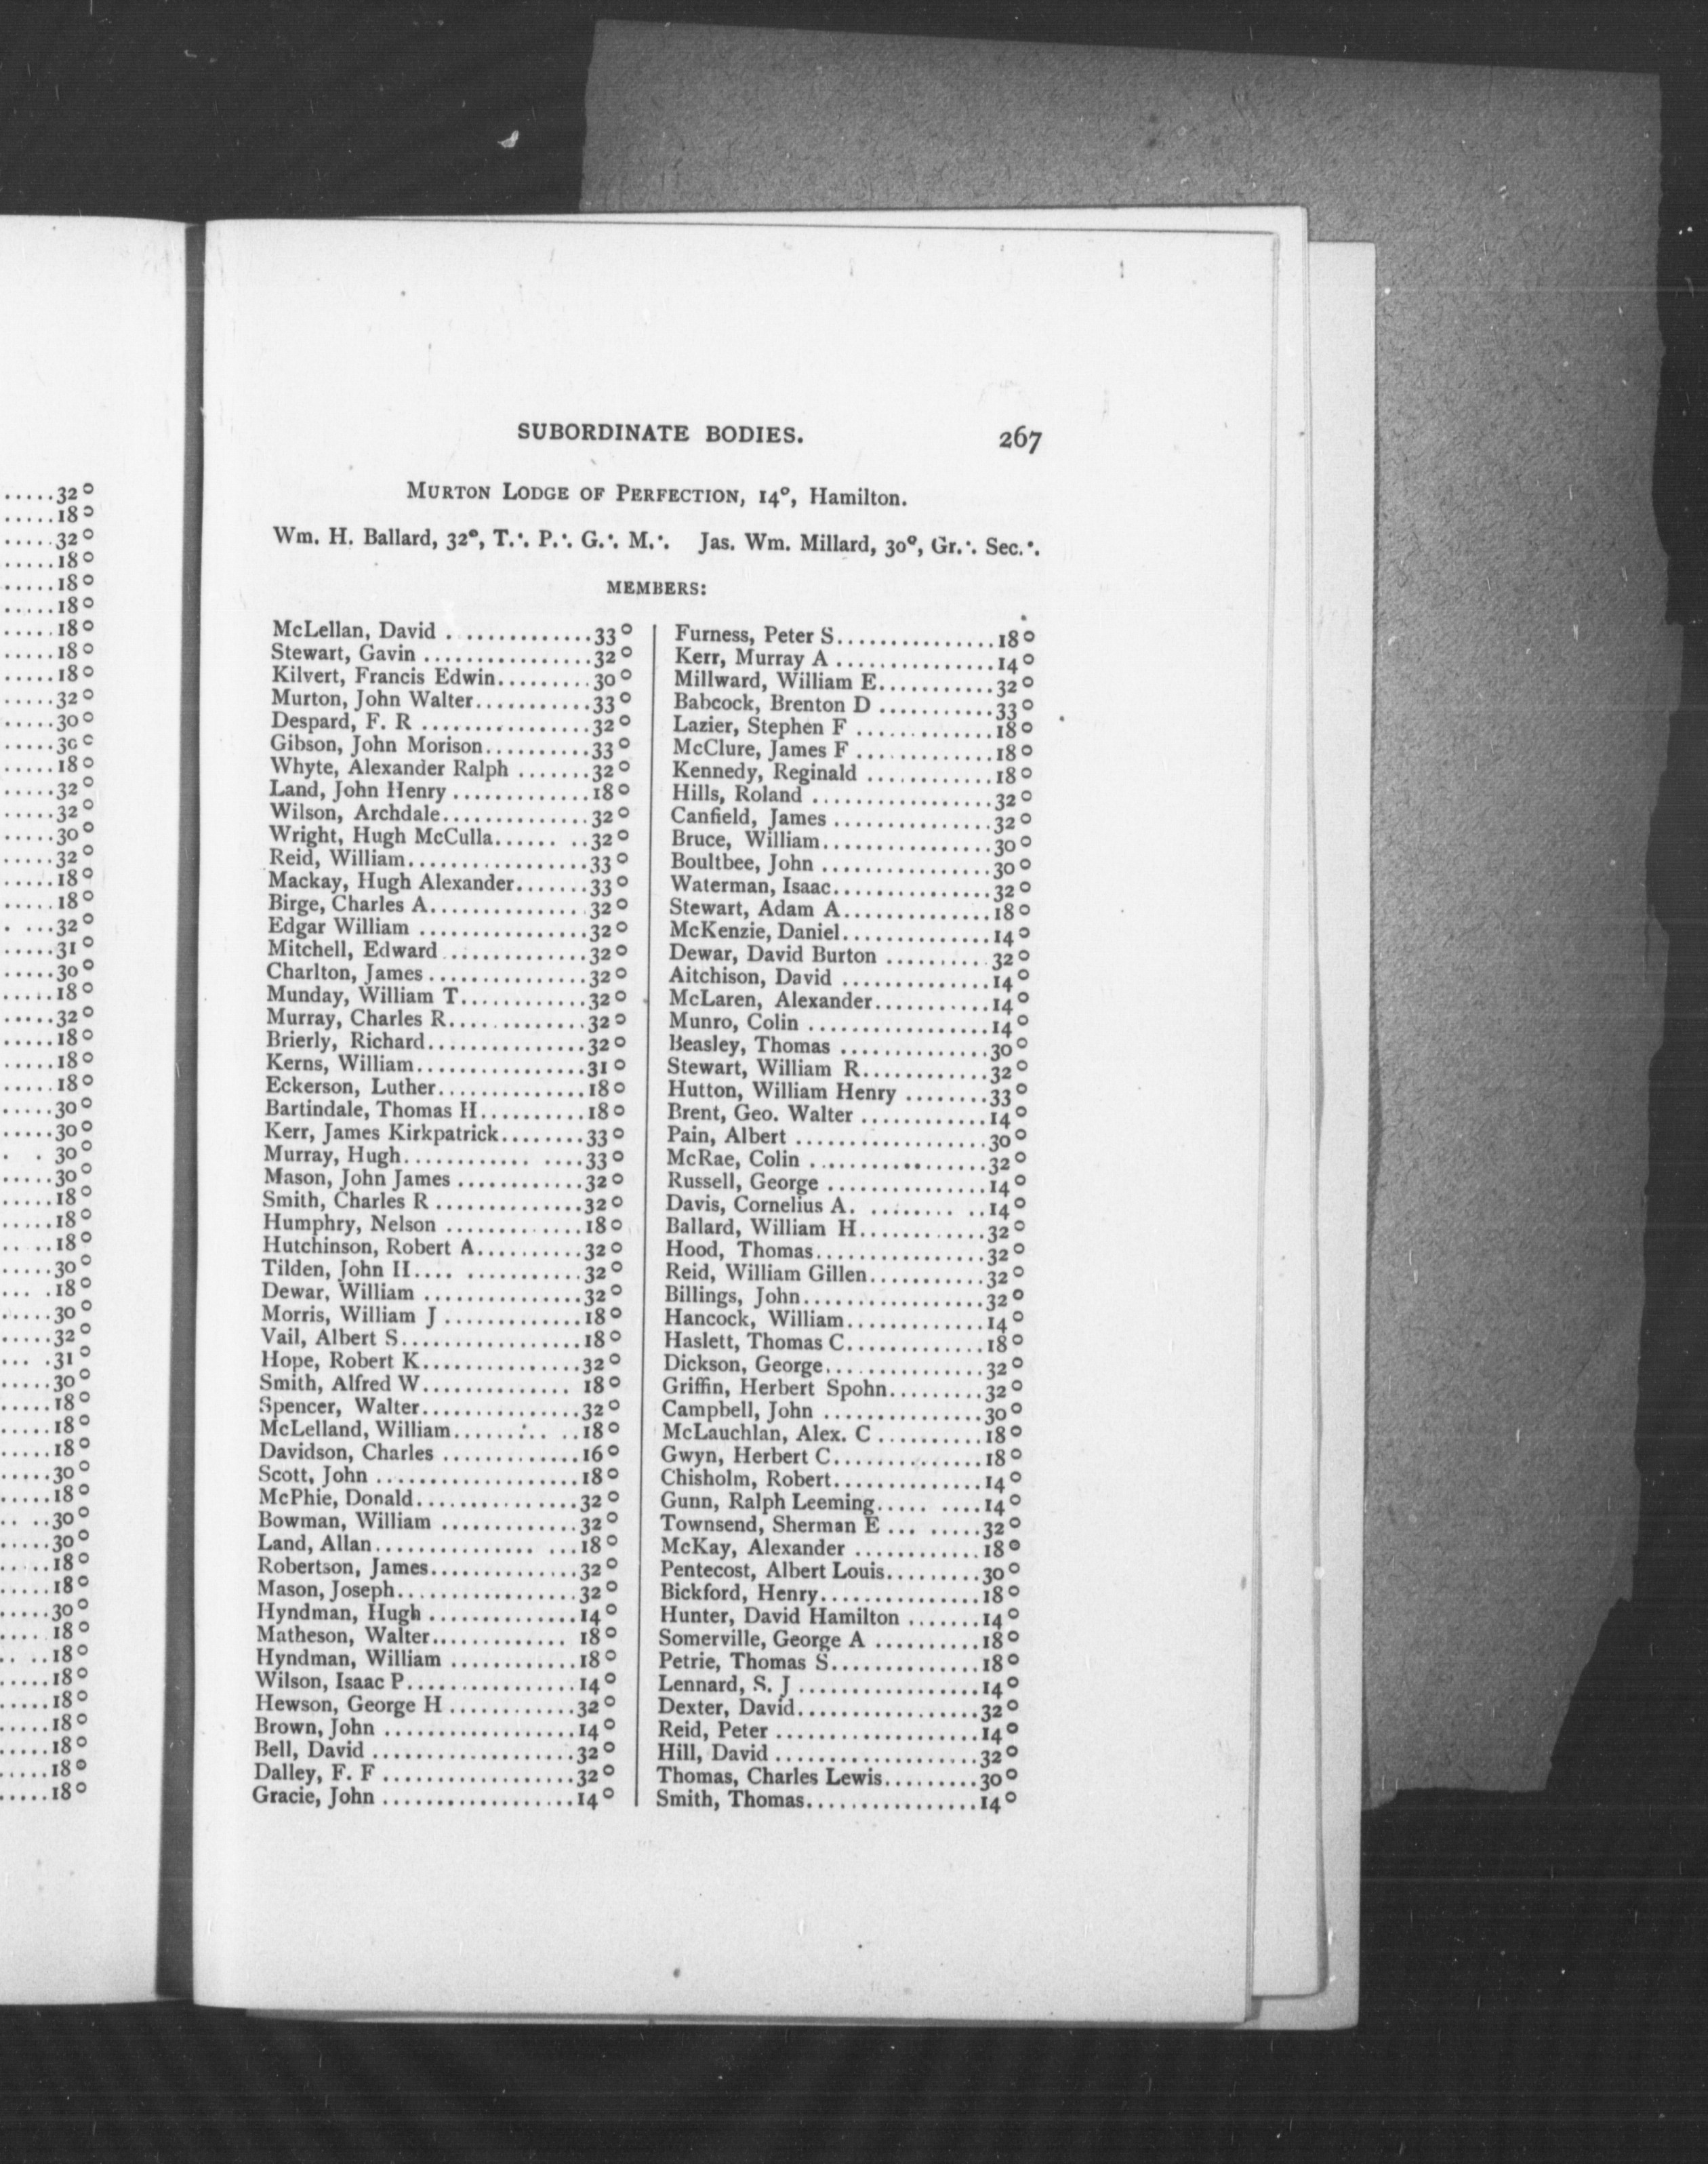 SUBORDINATE BODIES. 267
MURTON LODGE OF PERFECTION, 14°, Hamilton.
Wm. H. Ballard, 32°, T.∴ P.∴ G.∴ M.∴ Jas. Wm. Millard, 30°, Gr.∴ Sec.∴
MEMBERS:
McLellan, David . ............33°
Stewart, Gavin ................32°
Kilvert, Francis Edwin.........30°
Murton, John Walter...........33°
Despard, F. R ................32°
Gibson, John Morison..........33°
Whyte, Alexander Ralph .......32°
Land, John Henry .............18°
Wilson, Archdale..............32°
Wright, Hugh McCulla...... ..32°
Reid, William.................33°
Mackay, Hugh Alexander.......33°
Birge, Charles A...............32°
Edgar William ................32°
Mitchell, Edward..............32°
Charlton, James ...............32°
Munday, William T............32°
Murray, Charles R.............32°
Brierly, Richard...............32°
Kerns, William................31°
Eckerson, Luther..............18°
Bartindale, Thomas H..........18°
Kerr, James Kirkpatrick........33°
Murray, Hugh............ ....33°
Mason, John James ............32°
Smith, Charles R ..............32°
Humphry, Nelson .............18°
Hutchinson, Robert A..........32°
Tilden, John H.... ...........32°
Dewar, William ...............32°
Morris, William J .............18°
Vail, Albert S.................18°
Hope, Robert K...............32°
Smith, Alfred W.............. 18°
Spencer, Walter...............32°
McLelland, William......:.. ..18°
Davidson, Charles .............16°
Scott, John ...................18°
McPhie, Donald...............32°
Bowman, William .............32°
Land, Allan............... ...18°
Robertson, James..............32°
Mason, Joseph.................32°
Hyndman, Hugh ..............14°
Matheson, Walter............. 18°
Hyndman, William ............18°
Wilson, Isaac P................14°
Hewson, George H ............32°
Brown, John ..................14°
Bell, David ...................32°
Dalley, F. F ..................32°
Gracie, John ..................14°
Furness, Peter S...............18°
Kerr, Murray A ...............14°
Millward, William E...........32°
Babcock, Brenton D ...........33°
Lazier, Stephen F .............18°
McClure, James F .............18°
Kennedy, Reginald ............18°
Hills, Roland .................32°
Canfield, James ...............32°
Bruce, William................30°
Boultbee, John ................30°
Waterman, Isaac...............32°
Stewart, Adam A..............18°
McKenzie, Daniel..............14°
Dewar, David Burton ..........32°
Aitchison, David ..............14°
McLaren, Alexander...........14°
Munro, Colin .................14°
Beasley, Thomas ..............30°
Stewart, William R............32°
Hutton, William Henry ........33°
Brent, Geo. Walter ............14°
Pain, Albert ..................30°
McRae, Colin .................32°
Russell, George ...............14°
Davis, Cornelius A. ........ ..14°
Ballard, William H............32°
Hood, Thomas................32°
Reid, William Gillen...........32°
Billings, John.................32°
Hancock, William.............14°
Haslett, Thomas C.............18°
Dickson, George...............32°
Griffin, Herbert Spohn.........32°
Campbell, John ...............30°
McLauchlan, Alex. C ..........18°
Gwyn, Herbert C..............18°
Chisholm, Robert..............14°
Gunn, Ralph Leeming..... ....14°
Townsend, Sherman E ... .....32°
McKay, Alexander ............18°
Pentecost, Albert Louis.........30°
Bickford, Henry...............18°
Hunter, David Hamilton .......14°
Somerville, George A ..........18°
Petrie, Thomas S..............18°
Lennard, S. J .................14°
Dexter, David.................32°
Reid, Peter ...................14°
Hill, David ...................32°
Thomas, Charles Lewis.........30°
Smith, Thomas................14°